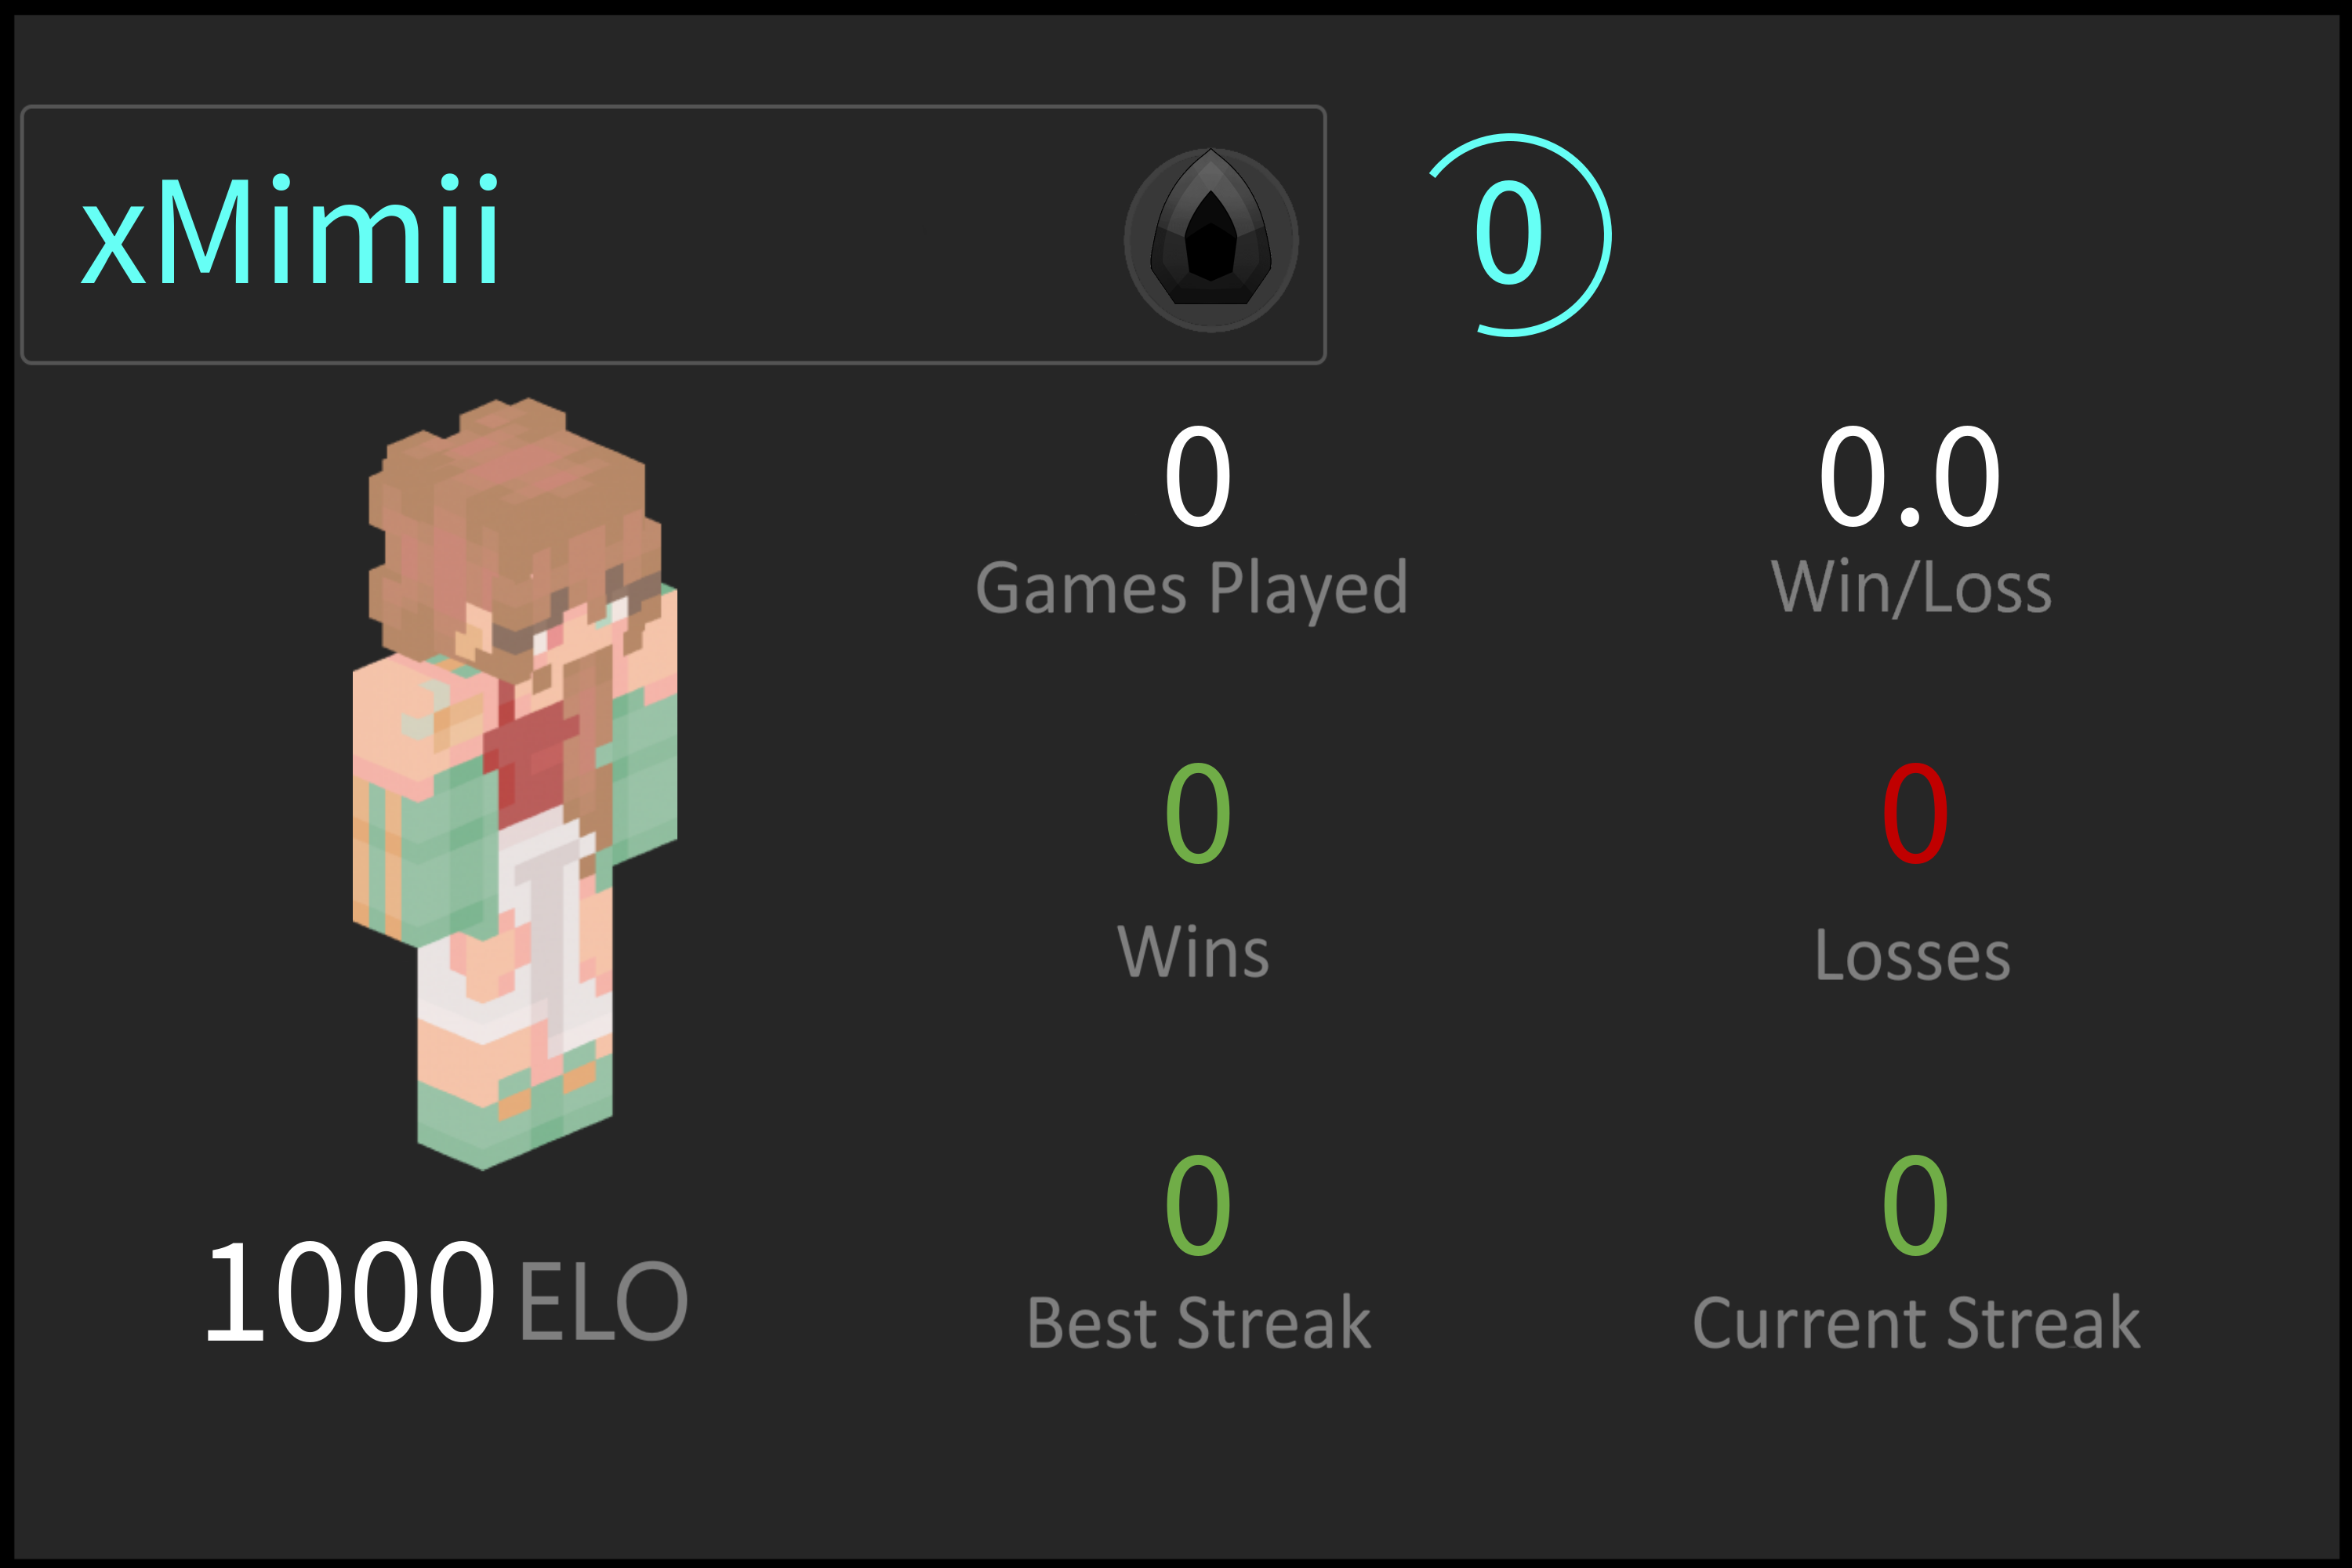 xMimii
0
0
0.0
Games Played
Win/Loss
0
0
Wins
Losses
0
0
1000 ELO
Best Streak
Current Streak